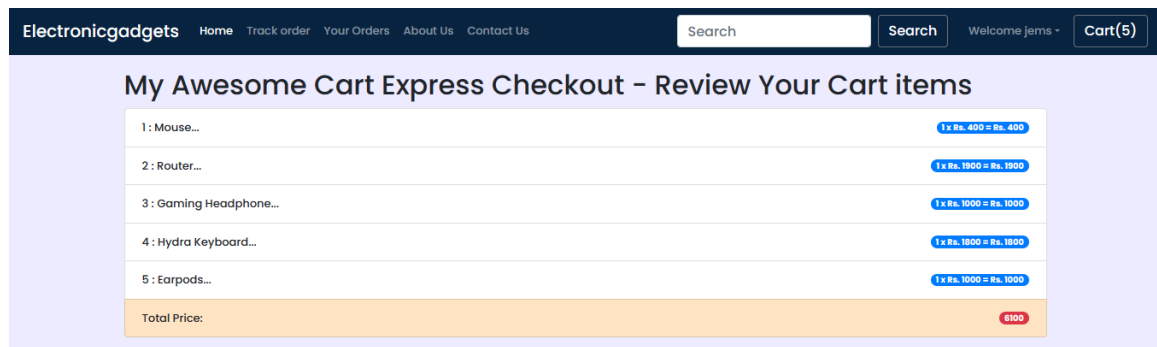 Electronicgadgets Home Track order Your Orders About Us Contact Us Search Search Welcome jems Cart(5)
My Awesome Cart Express Checkout - Review Your Cart items
1 : Mouse... 1 x Rs. 400 = Rs. 400
2 : Router... 1 x Rs. 1900 = Rs. 1900
3 : Gaming Headphone... 1 x Rs. 1000 = Rs. 1000
4 : Hydra Keyboard... 1 x Rs. 1800 = Rs. 1800
5 : Earpods... 1 x Rs. 1000 = Rs. 1000
Total Price: 6100